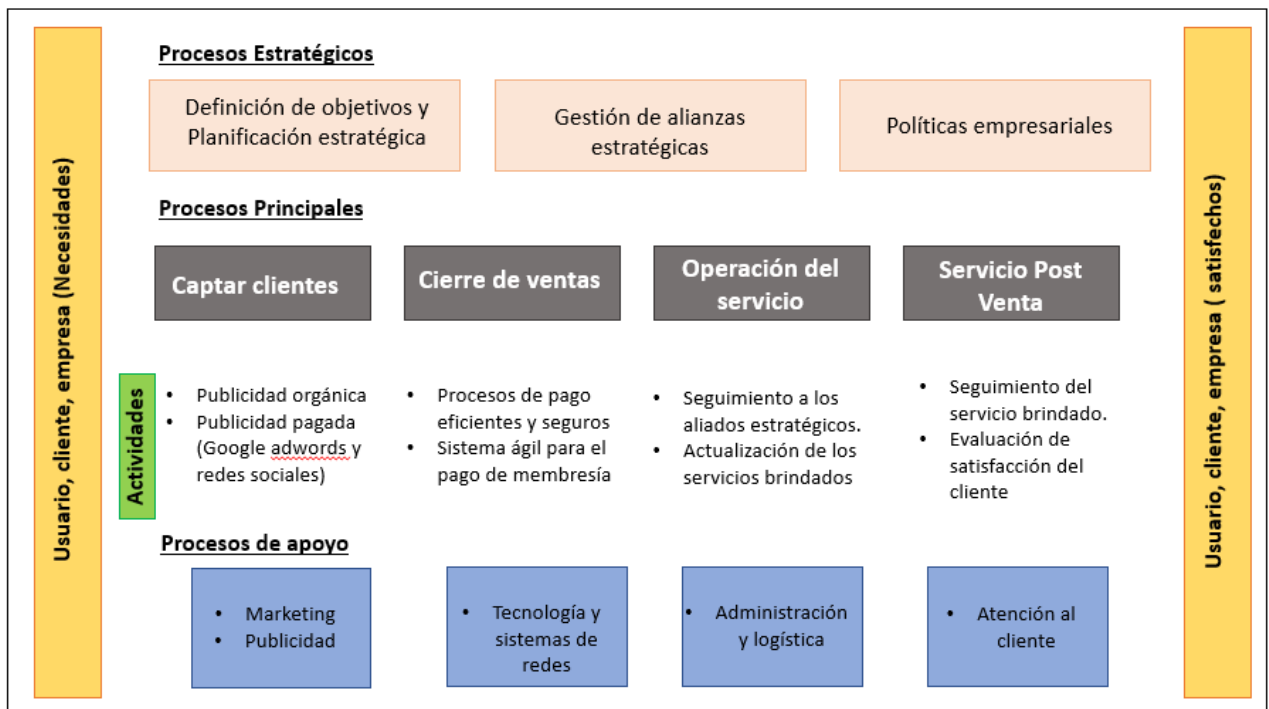 Usuario, cliente, empresa (Necesidades)
Procesos Estratégicos
Definición de objetivos y
Planificación estratégica
Gestión de alianzas
estratégicas
Políticas empresariales
Procesos Principales
Captar clientes
Cierre de ventas
Operación del
servicio
Servicio Post
Venta
Actividades
• Publicidad orgánica
• Publicidad pagada
(Google adwords y
redes sociales)
• Procesos de pago
eficientes y seguros
• Sistema ágil para el
pago de membresía
• Seguimiento a los
aliados estratégicos.
• Actualización de los
servicios brindados
• Seguimiento del
servicio brindado.
• Evaluación de
satisfacción del
cliente
Procesos de apoyo
• Marketing
• Publicidad
• Tecnología y
sistemas de
redes
• Administración
y logística
• Atención al
cliente
Usuario, cliente, empresa ( satisfechos)